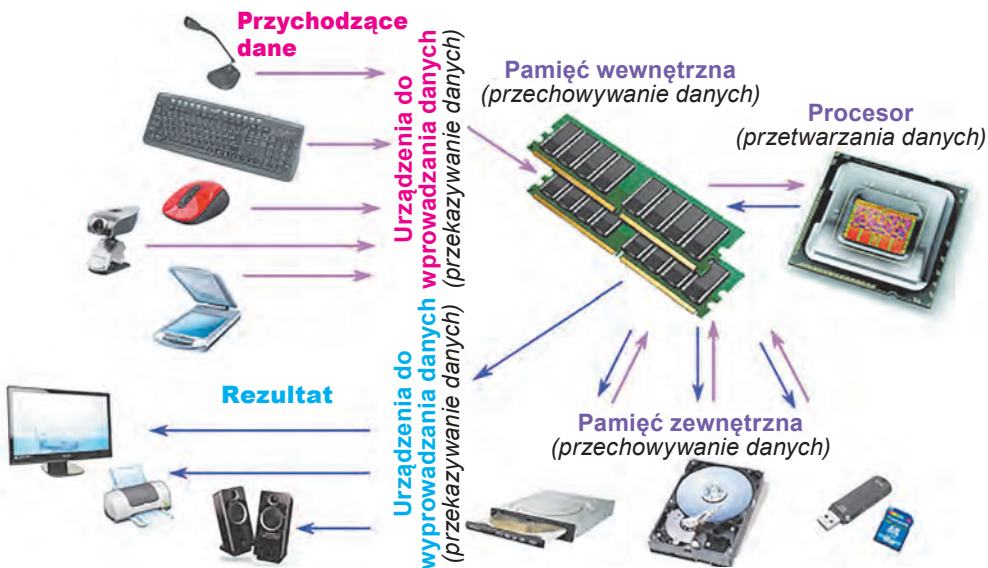 Przychodzące
dane
Urządzenia do
wprowadzania danych
(przekazywanie danych)
Pamięć wewnętrzna
(przechowywanie danych)
Procesor
(przetwarzania danych)
Rezultat
Urządzenia do
wyprowadzania danych
(przekazywanie danych)
Pamięć zewnętrzna
(przechowywanie danych)